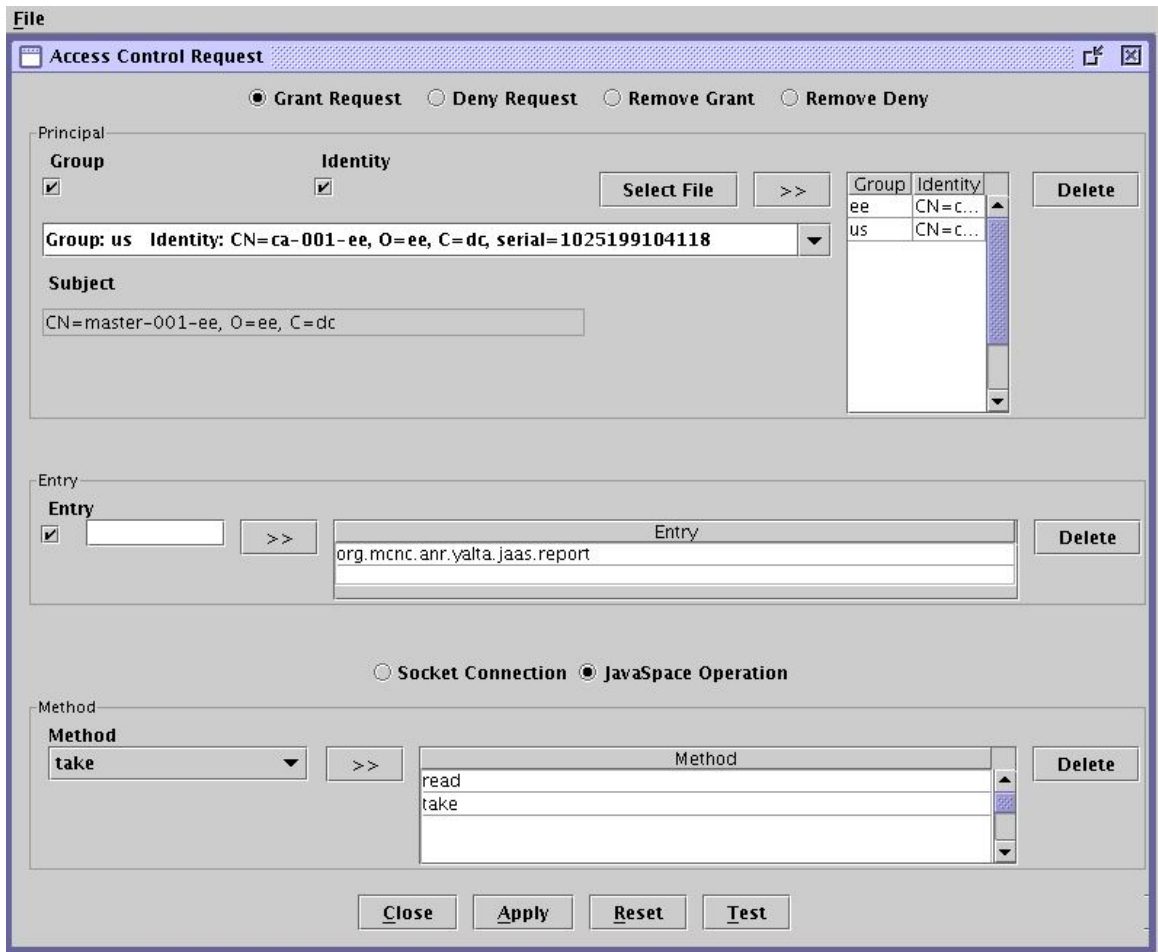 File
Access Control Request
Grant Request Deny Request Remove Grant Remove Deny
Principal
Group Identity
Select File >> Group Identity Delete
ee CN=c...
us CN=c...
Group: us Identity: CN=ca-001-ee, O=ee, C=dc, serial=1025199104118
Subject
CN=master-001-ee, O=ee, C=dc
Entry
Entry
>> Entry Delete
org.mcnc.anr.yalta.jaas.report
Socket Connection JavaSpace Operation
Method
Method
take >> Method Delete
read
take
Close Apply Reset Test